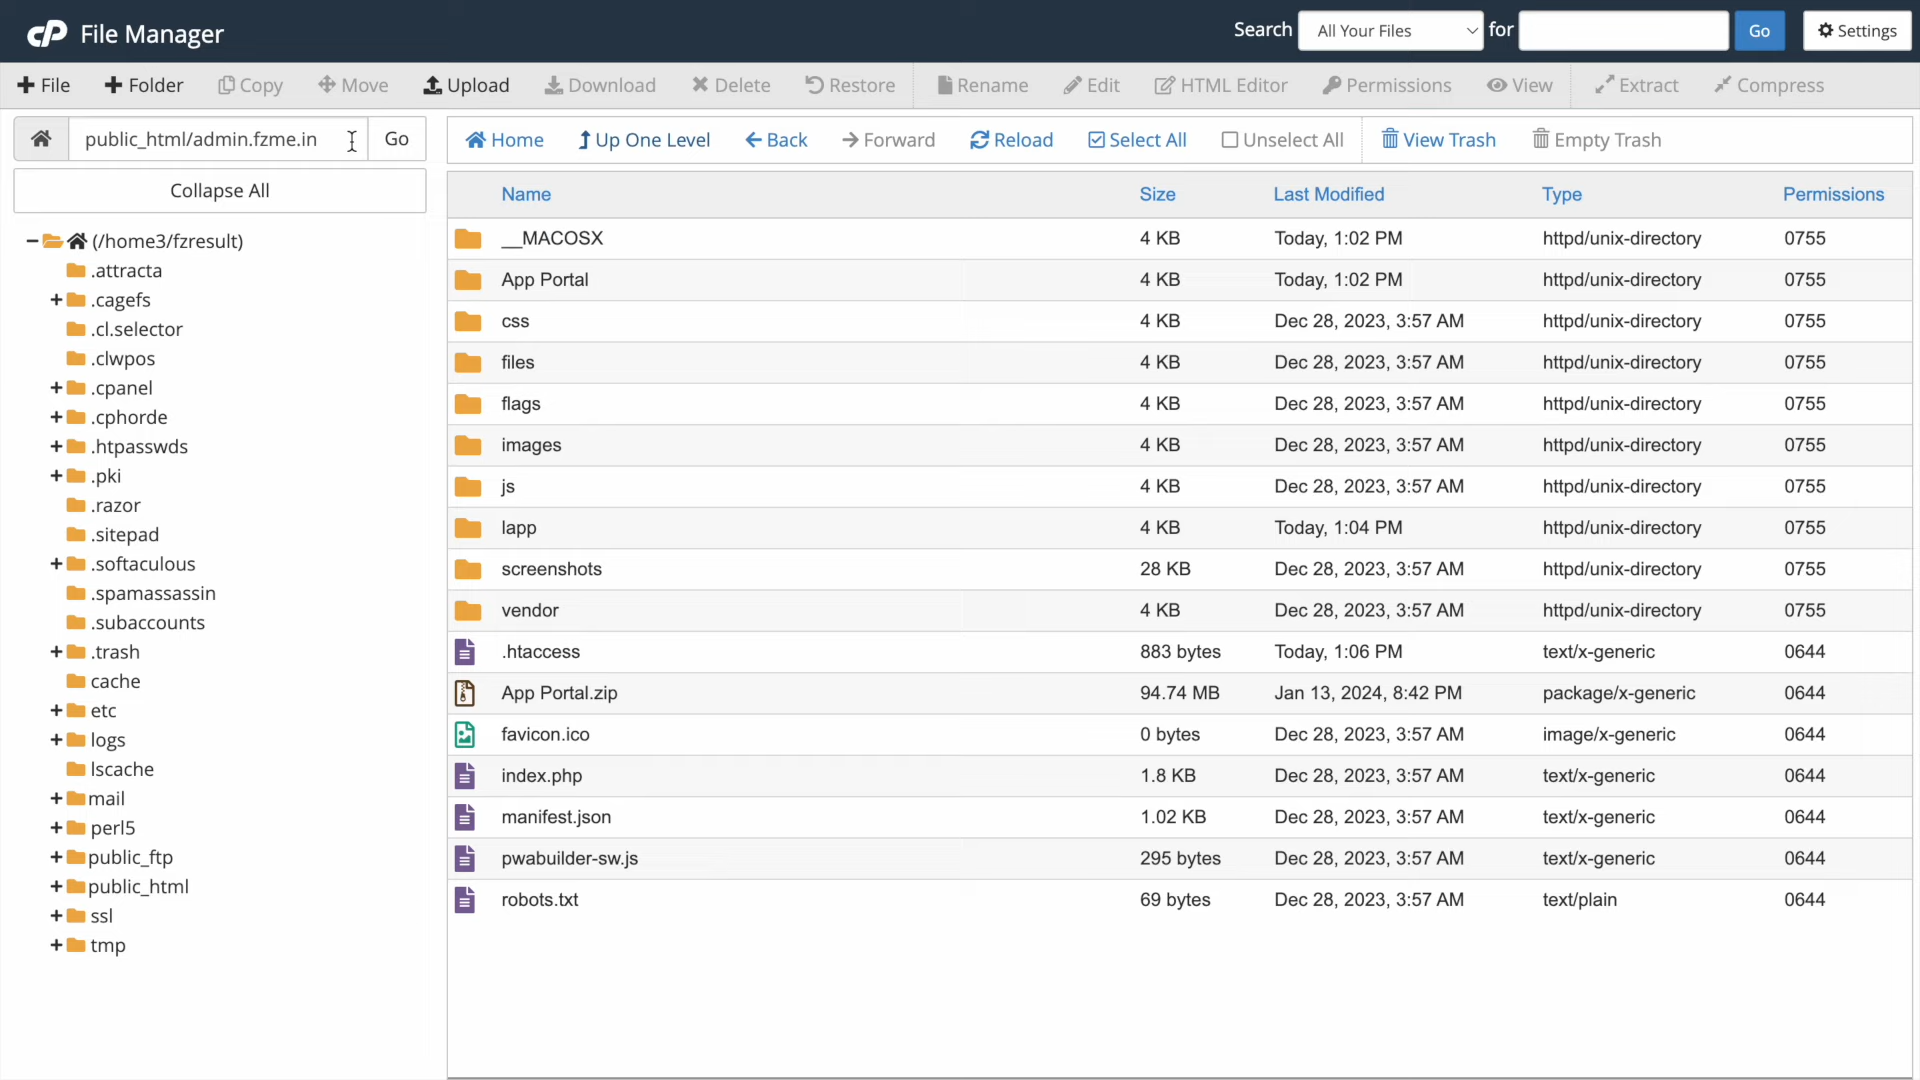 cP File Manager
Search All Your Files for Go Settings
File Folder Copy Move Upload Download Delete Restore Rename Edit HTML Editor Permissions View Extract Compress
public_html/admin.fzme.in Go Home Up One Level Back Forward Reload Select All Unselect All View Trash Empty Trash
Collapse All
(/home3/fzresult)
.attracta
.cagefs
.cl.selector
.clwpos
.cpanel
.cphorde
.htpasswds
.pki
.razor
.sitepad
.softaculous
.spamassassin
.subaccounts
.trash
cache
etc
logs
lscache
mail
perl5
public_ftp
public_html
ssl
tmp
Name Size Last Modified Type Permissions
__MACOSX 4 KB Today, 1:02 PM httpd/unix-directory 0755
App Portal 4 KB Today, 1:02 PM httpd/unix-directory 0755
css 4 KB Dec 28, 2023, 3:57 AM httpd/unix-directory 0755
files 4 KB Dec 28, 2023, 3:57 AM httpd/unix-directory 0755
flags 4 KB Dec 28, 2023, 3:57 AM httpd/unix-directory 0755
images 4 KB Dec 28, 2023, 3:57 AM httpd/unix-directory 0755
js 4 KB Dec 28, 2023, 3:57 AM httpd/unix-directory 0755
lapp 4 KB Today, 1:04 PM httpd/unix-directory 0755
screenshots 28 KB Dec 28, 2023, 3:57 AM httpd/unix-directory 0755
vendor 4 KB Dec 28, 2023, 3:57 AM httpd/unix-directory 0755
.htaccess 883 bytes Today, 1:06 PM text/x-generic 0644
App Portal.zip 94.74 MB Jan 13, 2024, 8:42 PM package/x-generic 0644
favicon.ico 0 bytes Dec 28, 2023, 3:57 AM image/x-generic 0644
index.php 1.8 KB Dec 28, 2023, 3:57 AM text/x-generic 0644
manifest.json 1.02 KB Dec 28, 2023, 3:57 AM text/x-generic 0644
pwabuilder-sw.js 295 bytes Dec 28, 2023, 3:57 AM text/x-generic 0644
robots.txt 69 bytes Dec 28, 2023, 3:57 AM text/plain 0644